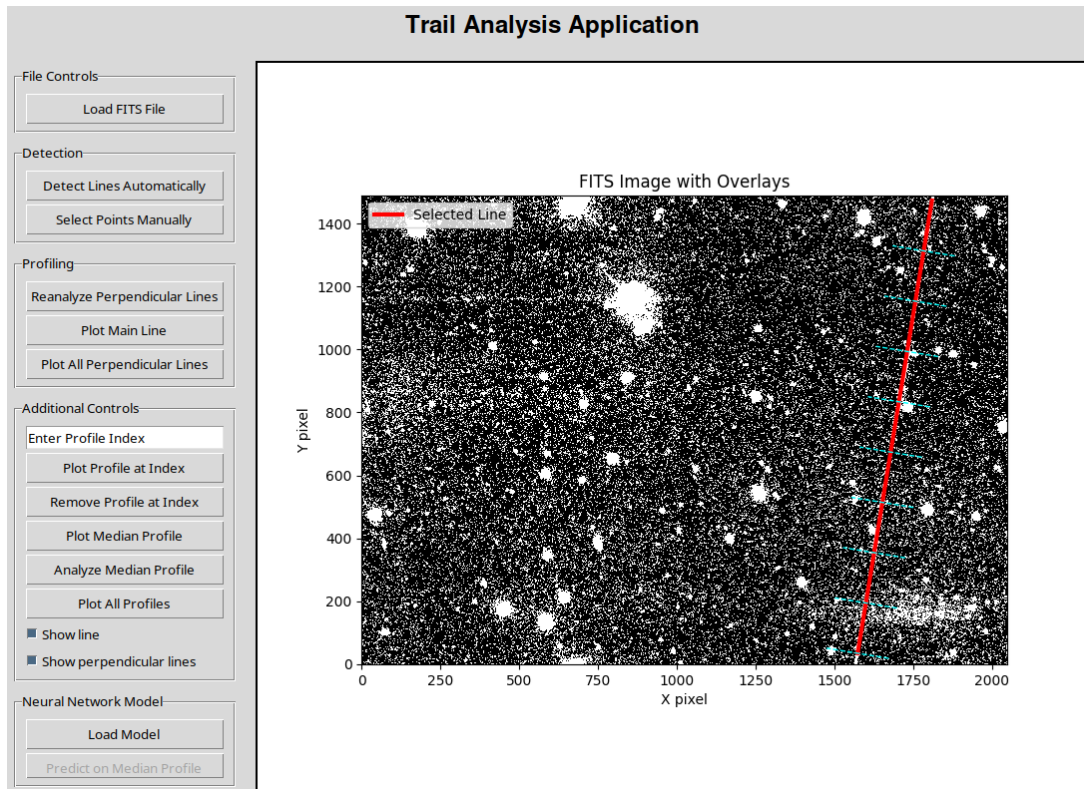 Trail Analysis Application
File Controls
Load FITS File
Detection
Detect Lines Automatically
Select Points Manually
Profiling
Reanalyze Perpendicular Lines
Plot Main Line
Plot All Perpendicular Lines
Additional Controls
Enter Profile Index
Plot Profile at Index
Remove Profile at Index
Plot Median Profile
Analyze Median Profile
Plot All Profiles
Show line
Show perpendicular lines
Neural Network Model
Load Model
Predict on Median Profile
FITS Image with Overlays
Selected Line
Y pixel
1400
1200
1000
800
600
400
200
0
0 250 500 750 1000 1250 1500 1750 2000
X pixel